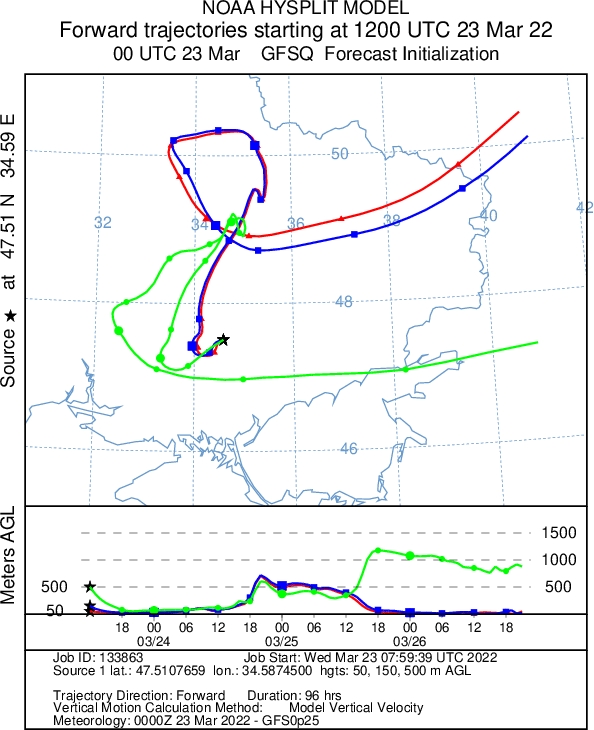 NOAA HYSPLIT MODEL
Forward trajectories starting at 1200 UTC 23 Mar 22
00 UTC 23 Mar GFSQ Forecast Initialization
Source ★ at 47.51 N 34.59 E
50
32 34 36 38 40 42
48
46
Meters AGL
1500
1000
500 500
50
18 00 06 12 18 00 06 12 18 00 06 12 18
03/24 03/25 03/26
Job ID: 133863 Job Start: Wed Mar 23 07:59:39 UTC 2022
Source 1 lat.: 47.5107659 lon.: 34.5874500 hgts: 50, 150, 500 m AGL
Trajectory Direction: Forward Duration: 96 hrs
Vertical Motion Calculation Method: Model Vertical Velocity
Meteorology: 0000Z 23 Mar 2022 - GFS0p25